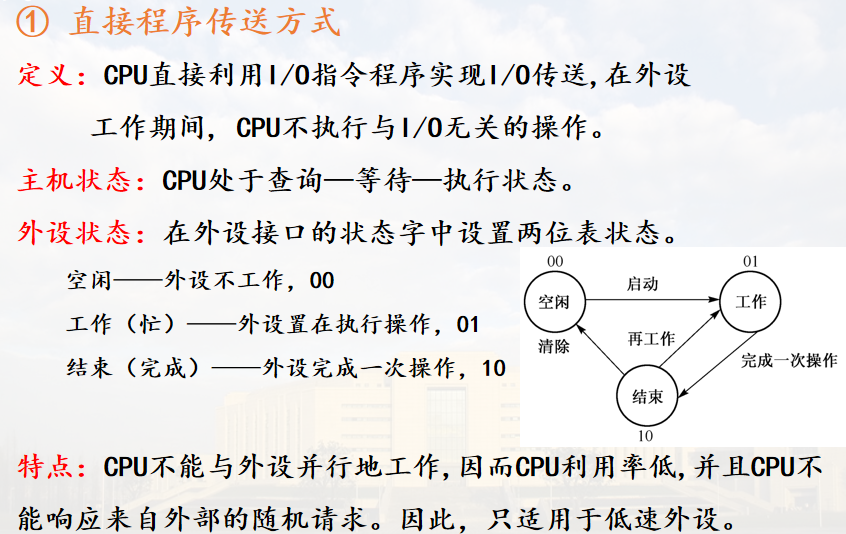 ① 直接程序传送方式
定义：CPU直接利用I/O指令程序实现I/O传送,在外设
工作期间, CPU不执行与I/O无关的操作。
主机状态：CPU处于查询—等待—执行状态。
外设状态：在外设接口的状态字中设置两位表状态。
空闲——外设不工作，00
工作（忙）——外设置在执行操作，01
结束（完成）——外设完成一次操作，10
00
01
空闲
启动
工作
清除
再工作
完成一次操作
结束
10
特点：CPU不能与外设并行地工作,因而CPU利用率低,并且CPU不
能响应来自外部的随机请求。因此，只适用于低速外设。